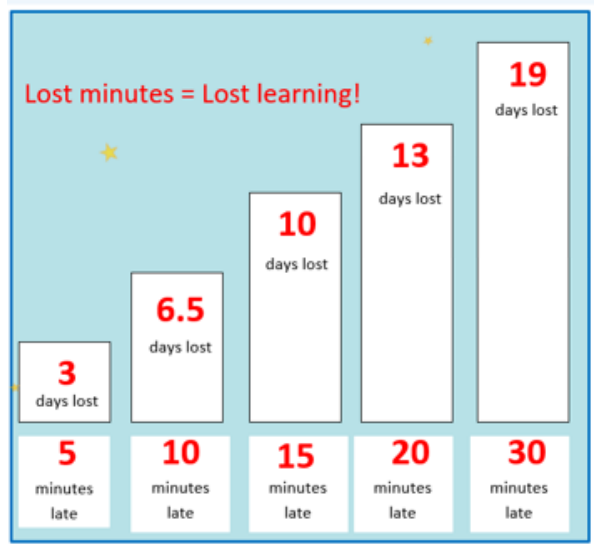 Lost minutes = Lost learning!
3
days lost
6.5
days lost
10
days lost
13
days lost
19
days lost
5
minutes
late
10
minutes
late
15
minutes
late
20
minutes
late
30
minutes
late